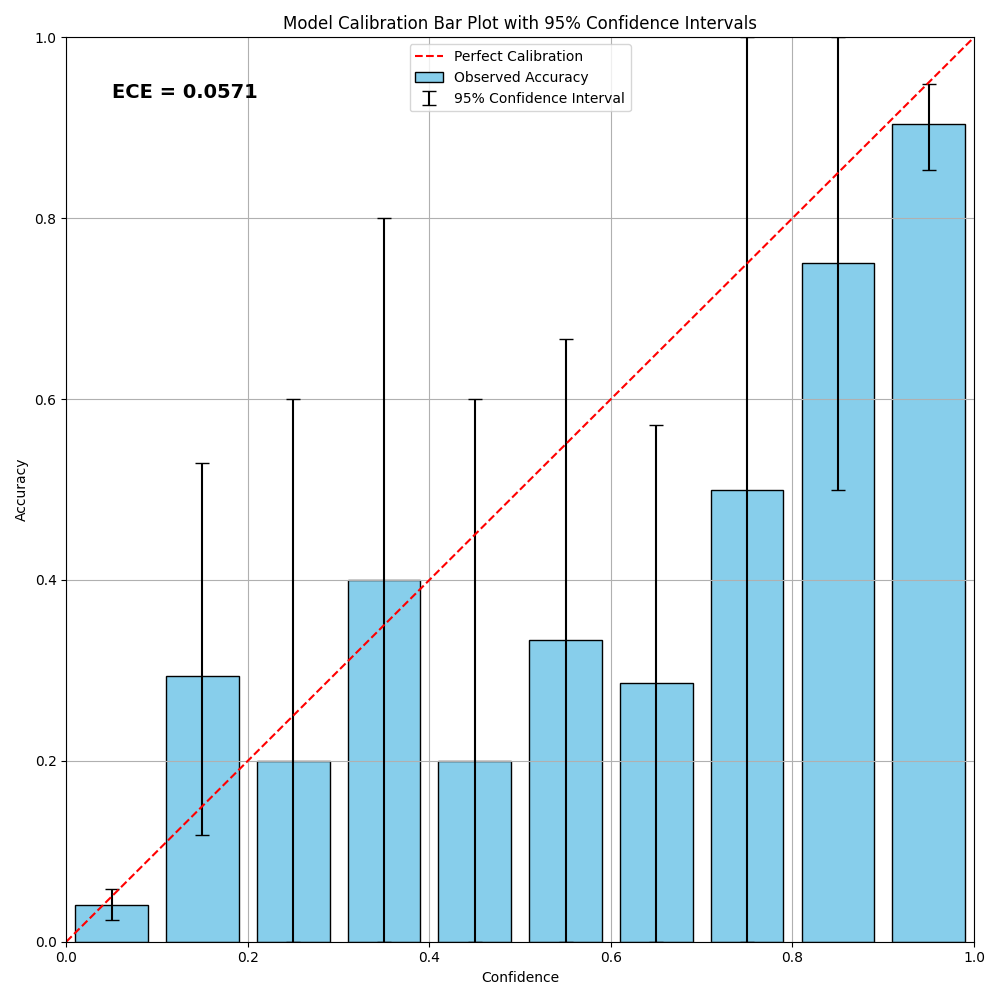 Model Calibration Bar Plot with 95% Confidence Intervals
Perfect Calibration
Observed Accuracy
95% Confidence Interval
ECE = 0.0571
1.0
0.8
0.6
0.4
0.2
0.0
Accuracy
0.0 0.2 0.4 0.6 0.8 1.0
Confidence